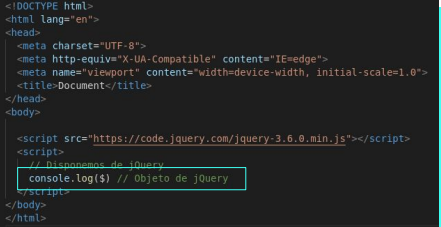 <!DOCTYPE html>
<html lang="en">
<head>
<meta charset="UTF-8">
<meta http-equiv="X-UA-Compatible" content="IE=edge">
<meta name="viewport" content="width=device-width, initial-scale=1.0">
<title>Document</title>
</head>
<body>
<script src="https://code.jquery.com/jquery-3.6.0.min.js"></script>
<script>
// Disponemos de jQuery
console.log($) // Objeto de jQuery
</script>
</body>
</html>